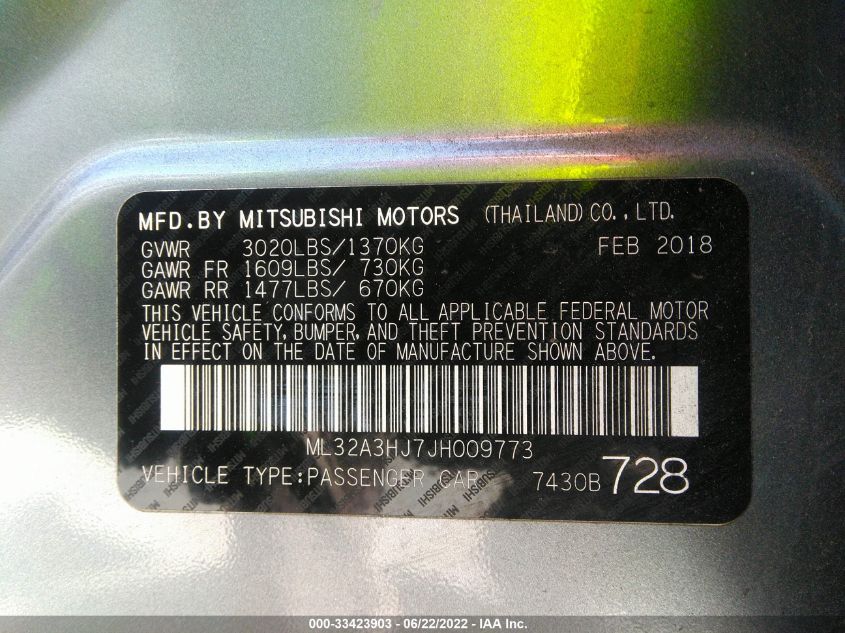 MFD.BY MITSUBISHI MOTORS (THAILAND) CO.,LTD.
GVWR 3020LBS/1370KG FEB 2018
GAWR FR 1609LBS/ 730KG
GAWR RR 1477LBS/ 670KG
THIS VEHICLE CONFORMS TO ALL APPLICABLE FEDERAL MOTOR
VEHICLE SAFETY, BUMPER, AND THEFT PREVENTION STANDARDS
IN EFFECT ON THE DATE OF MANUFACTURE SHOWN ABOVE.
ML32A3HJ7JH009773
VEHICLE TYPE:PASSENGER CAR 7430B 728
000-33423903 - 06/22/2022 - IAA Inc.